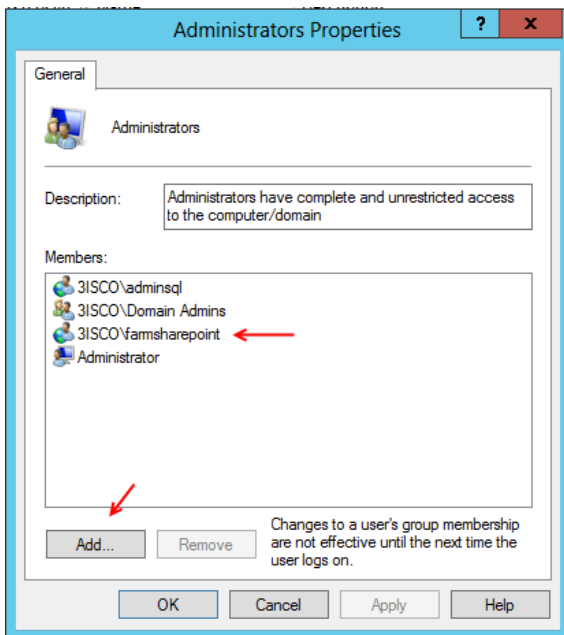 Administrators Properties
?
x
General
Administrators
Description:
Administrators have complete and unrestricted access
to the computer/domain
Members:
3ISCO\adminsql
3ISCO\Domain Admins
3ISCO\farmsharepoint
Administrator
Add...
Remove
Changes to a user's group membership
are not effective until the next time the
user logs on.
OK
Cancel
Apply
Help